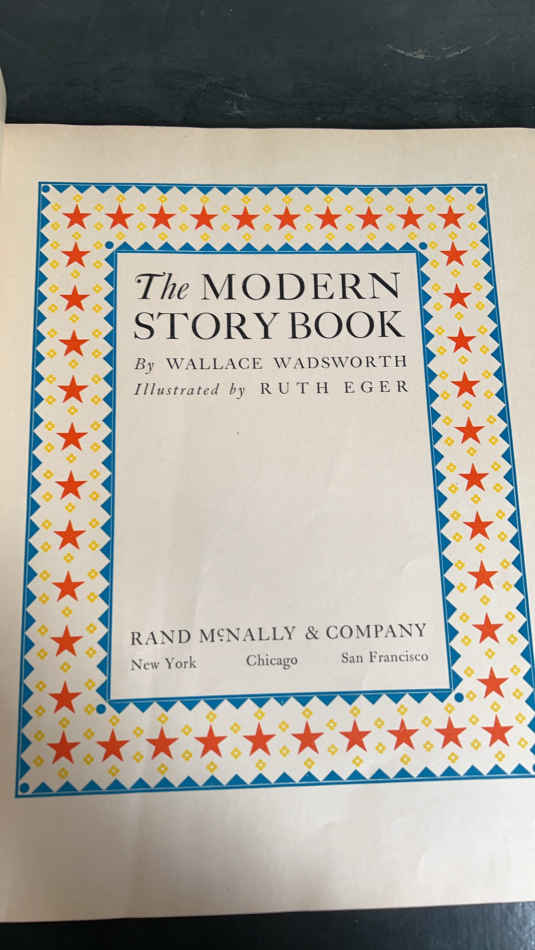 The MODERN
STORY BOOK
By WALLACE WADSWORTH
Illustrated by RUTH EGER
RAND McNALLY & COMPANY
New York Chicago San Francisco